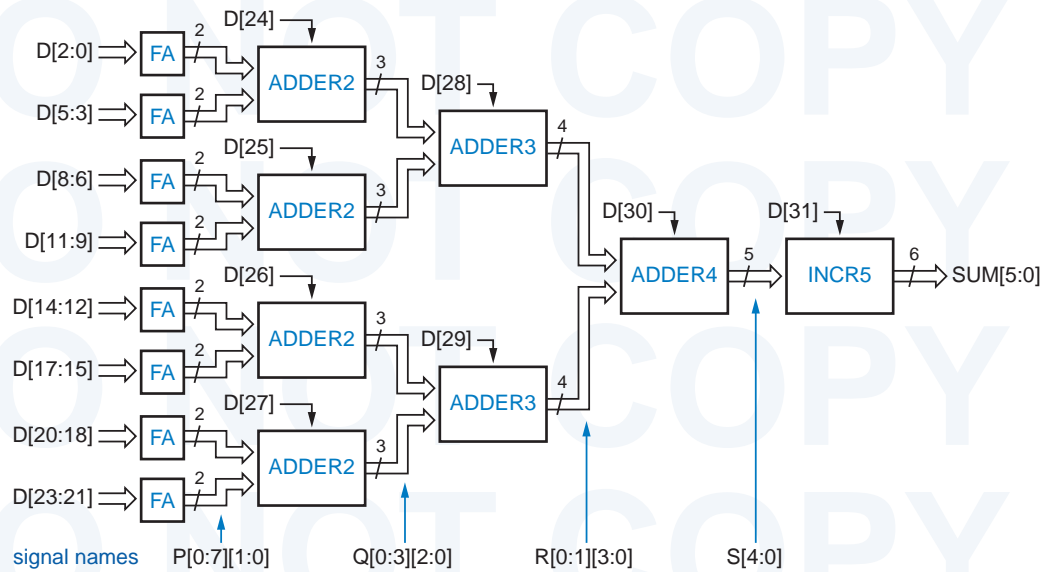 DO NOT COPY
DO NOT COPY
DO NOT COPY
DO NOT COPY
D[24]
D[2:0] FA 2
ADDER2 3
D[5:3] FA 2
D[28]
ADDER3 4
D[25]
D[8:6] FA 2
ADDER2 3
D[11:9] FA 2
D[30] D[31]
ADDER4 5 INCR5 6 SUM[5:0]
D[26]
D[14:12] FA 2
ADDER2 3
D[17:15] FA 2
D[29]
ADDER3 4
D[27]
D[20:18] FA 2
ADDER2 3
D[23:21] FA 2
signal names P[0:7][1:0] Q[0:3][2:0] R[0:1][3:0] S[4:0]